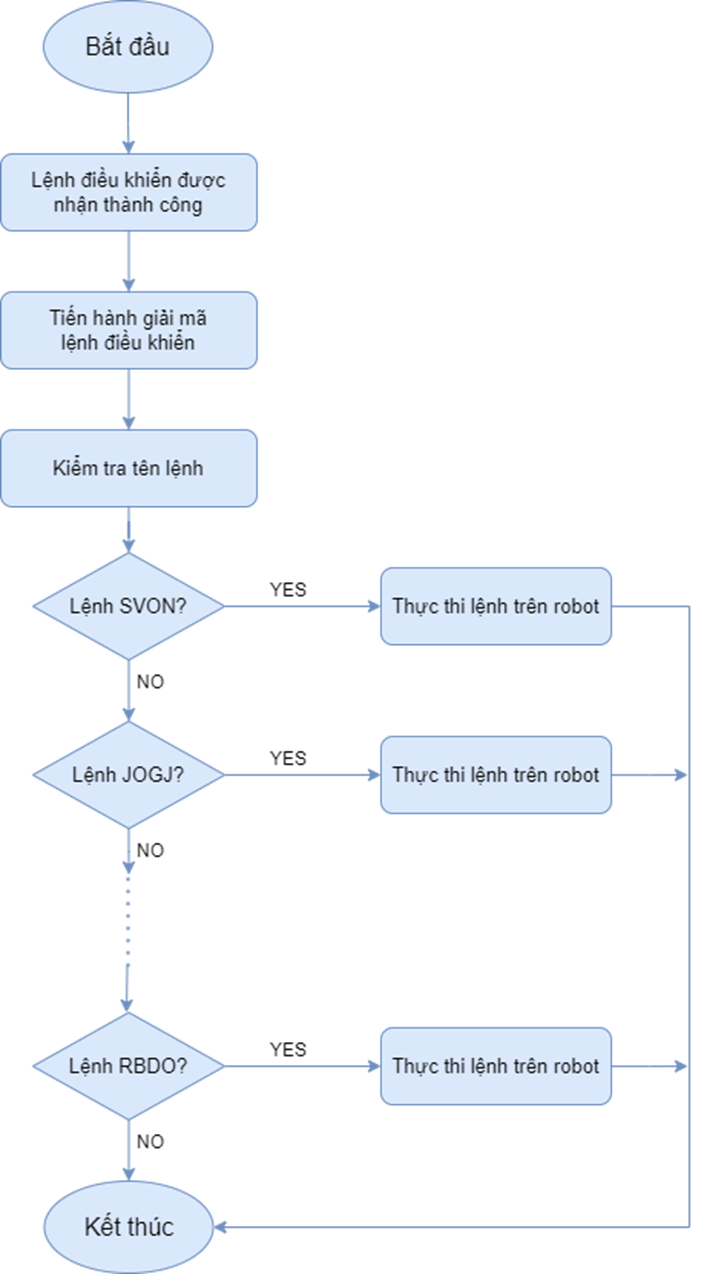 Bắt đầu
Lệnh điều khiển được
nhận thành công
Tiến hành giải mã
lệnh điều khiển
Kiểm tra tên lệnh
Lệnh SVON?
YES
Thực thi lệnh trên robot
NO
Lệnh JOGJ?
YES
Thực thi lệnh trên robot
NO
Lệnh RBDO?
YES
Thực thi lệnh trên robot
NO
Kết thúc